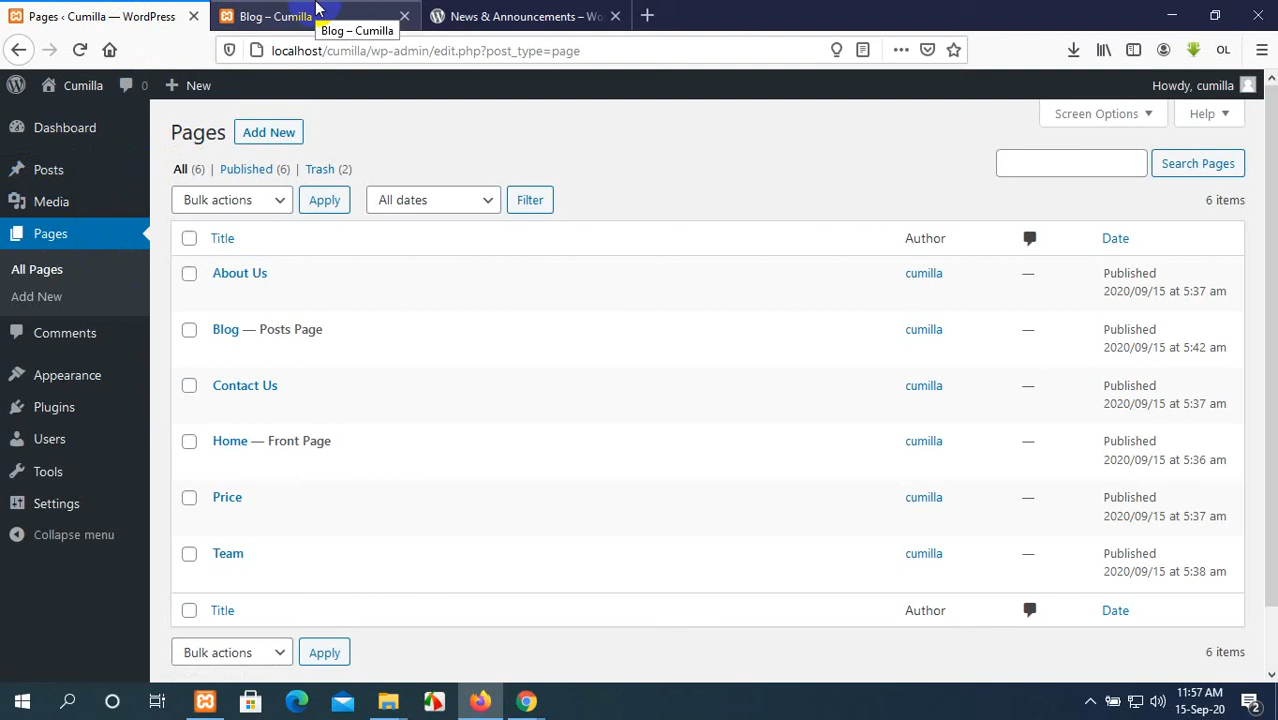 Pages ‹ Cumilla — WordPress
Blog – Cumilla
News & Announcements – Wo
Blog – Cumilla
localhost/cumilla/wp-admin/edit.php?post_type=page
OL
Cumilla
0
New
Howdy, cumilla
Dashboard
Posts
Media
Pages
All Pages
Add New
Comments
Appearance
Plugins
Users
Tools
Settings
Collapse menu
Screen Options
Help
Pages
Add New
All (6) | Published (6) | Trash (2)
Search Pages
Bulk actions
Apply
All dates
Filter
6 items
Title
Author
Date
About Us
cumilla
—
Published
2020/09/15 at 5:37 am
Blog — Posts Page
cumilla
—
Published
2020/09/15 at 5:42 am
Contact Us
cumilla
—
Published
2020/09/15 at 5:37 am
Home — Front Page
cumilla
—
Published
2020/09/15 at 5:36 am
Price
cumilla
—
Published
2020/09/15 at 5:37 am
Team
cumilla
—
Published
2020/09/15 at 5:38 am
Title
Author
Date
Bulk actions
Apply
6 items
11:57 AM
15-Sep-20
2